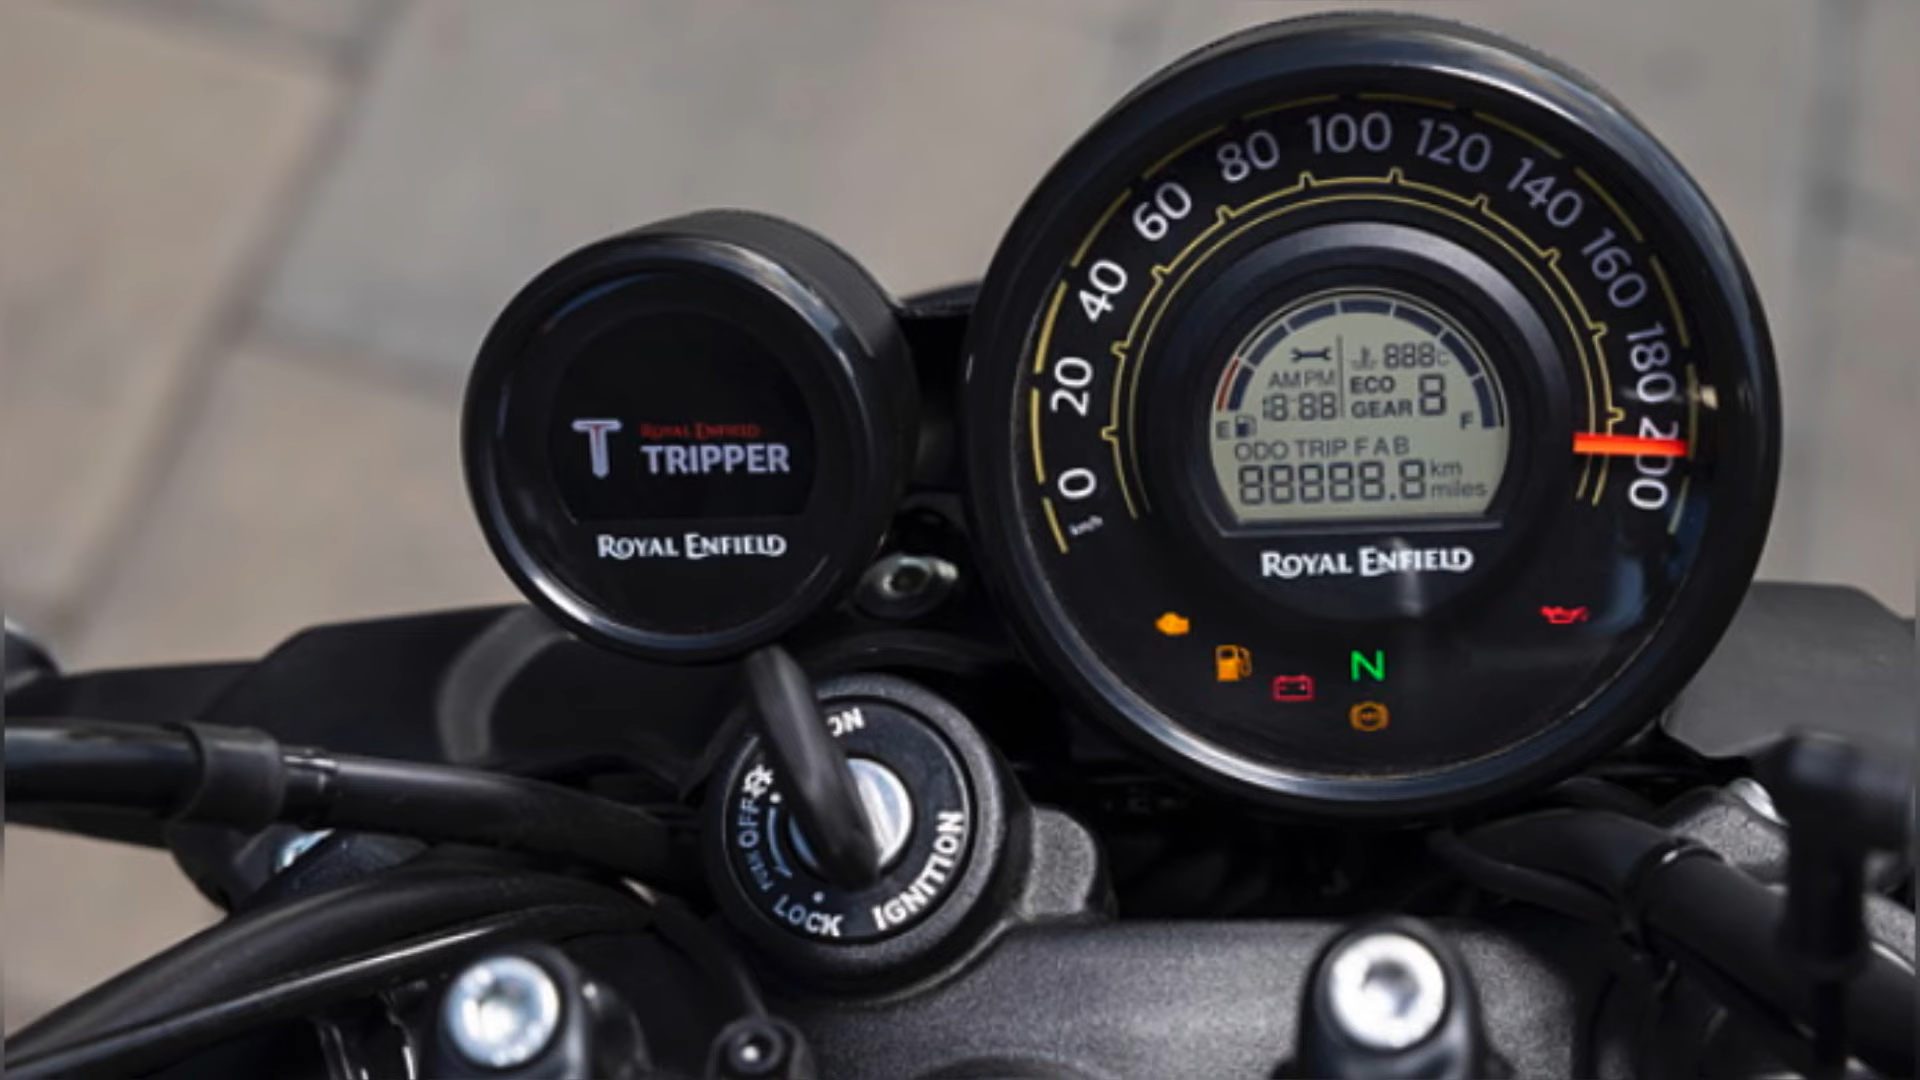 T ROYAL ENFIELD
TRIPPER
ROYAL ENFIELD
0 20 40 60 80 100 120 140 160 180 200
km/h
888c
AM PM ECO
18:88 GEAR 8
E F
ODO TRIP F A B
88888.8 km
miles
ROYAL ENFIELD
N
ON
OFF
LOCK
IGNITION